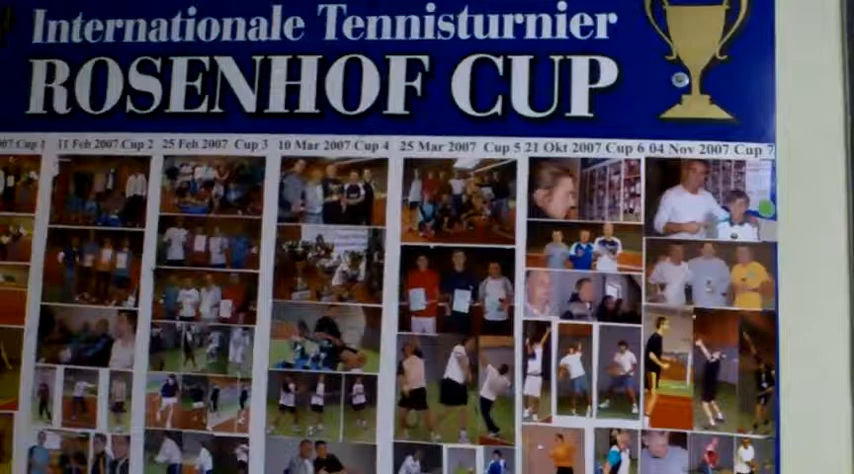 Internationale Tennisturnier
ROSENHOF CUP
07 Cup 1 11 Feb 2007 Cup 2 25 Feb 2007 Cup 3 10 Mar 2007 Cup 4 25 Mar 2007 Cup 5 21 Okt 2007 Cup 6 04 Nov 2007 Cup 7